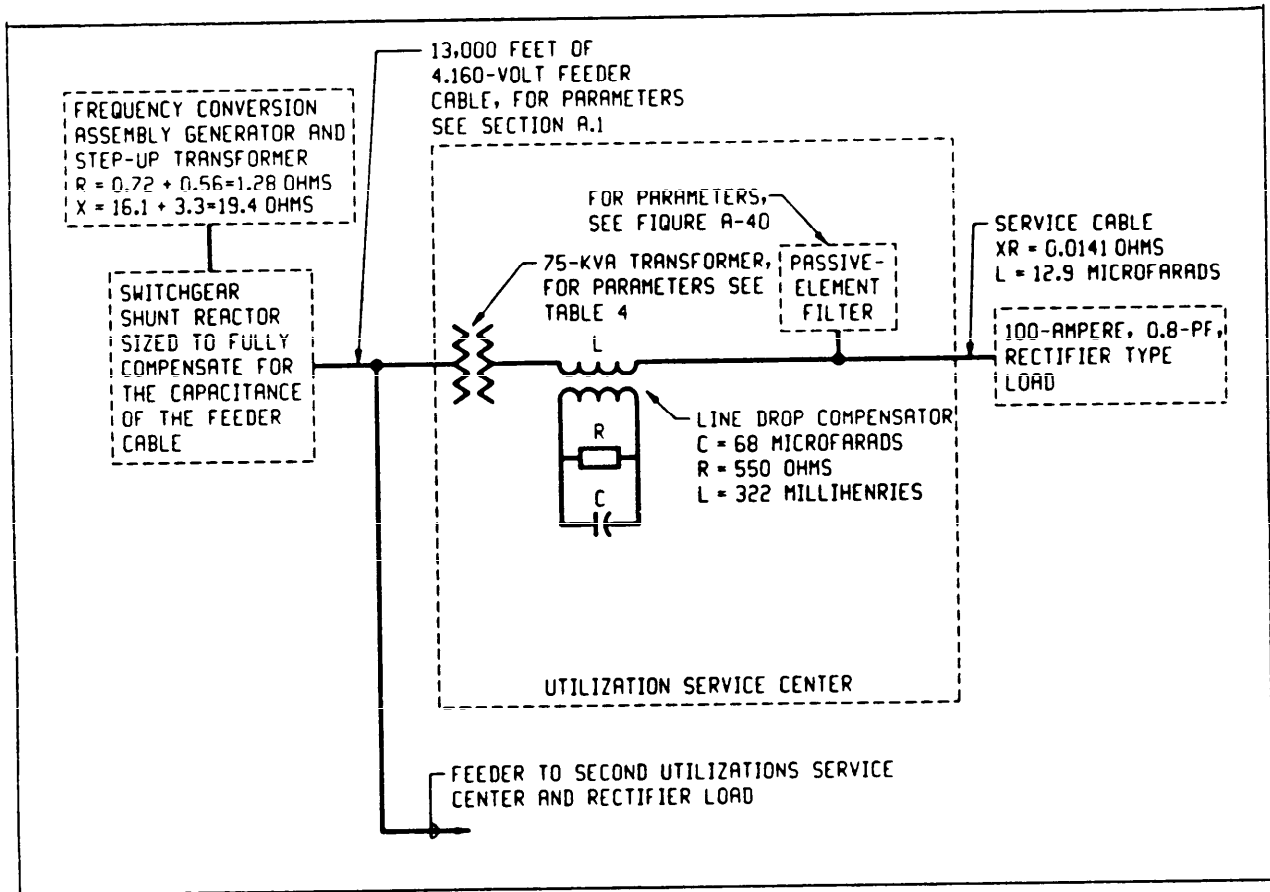 13,000 FEET OF
4.160-VOLT FEEDER
CABLE, FOR PARAMETERS
SEE SECTION A.1
FREQUENCY CONVERSION
ASSEMBLY GENERATOR AND
STEP-UP TRANSFORMER
R = 0.72 + 0.56=1.28 OHMS
X = 16.1 + 3.3=19.4 OHMS
FOR PARAMETERS,
SEE FIQURE A-40
SERVICE CABLE
XR = 0.0141 OHMS
L = 12.9 MICROFARADS
75-KVA TRANSFORMER,
FOR PARAMETERS SEE
TABLE 4
PASSIVE-
ELEMENT
FILTER
SWITCHGEAR
SHUNT REACTOR
SIZED TO FULLY
COMPENSATE FOR
THE CAPACITANCE
OF THE FEEDER
CABLE
100-AMPERE, 0.8-PF,
RECTIFIER TYPE
LOAD
L
LINE DROP COMPENSATOR
C = 68 MICROFARADS
R = 550 OHMS
L = 322 MILLIHENRIES
R
C
UTILIZATION SERVICE CENTER
FEEDER TO SECOND UTILIZATIONS SERVICE
CENTER AND RECTIFIER LOAD